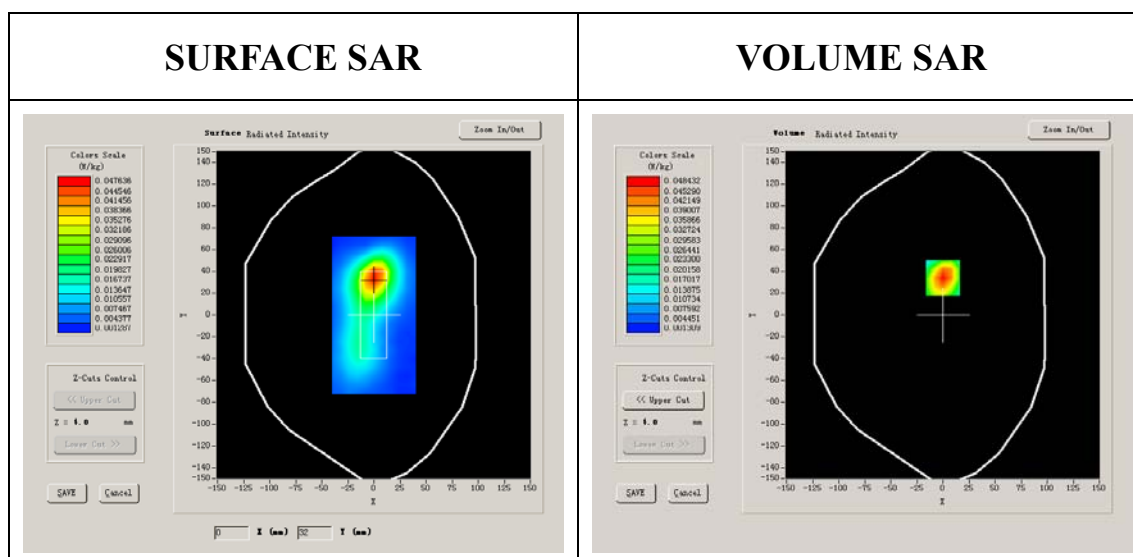 SURFACE SAR
VOLUME SAR
Surface Radiated Intensity
Zoom In/Out
Colors Scale
(W/kg)
0.047636
0.044546
0.041456
0.038366
0.035276
0.032186
0.029096
0.026006
0.022917
0.019827
0.016737
0.013647
0.010557
0.007467
0.004377
0.001287
150
140
120
100
80
60
40
20
0
-20
-40
-60
-80
-100
-120
-140
-150
Y
-150 -125 -100 -75 -50 -25 0 25 50 75 100 125 150
X
Z-Cuts Control
<< Upper Cut
Z = 4.0 mm
Lower Cut >>
SAVE Cancel
0 X (mm) 32 Y (mm)
Volume Radiated Intensity
Zoom In/Out
Colors Scale
(W/kg)
0.048432
0.045290
0.042149
0.039007
0.035866
0.032724
0.029583
0.026441
0.023300
0.020158
0.017017
0.013875
0.010734
0.007592
0.004451
0.001309
150
140
120
100
80
60
40
20
0
-20
-40
-60
-80
-100
-120
-140
-150
Y
-150 -125 -100 -75 -50 -25 0 25 50 75 100 125 150
X
Z-Cuts Control
<< Upper Cut
Z = 4.0 mm
Lower Cut >>
SAVE Cancel